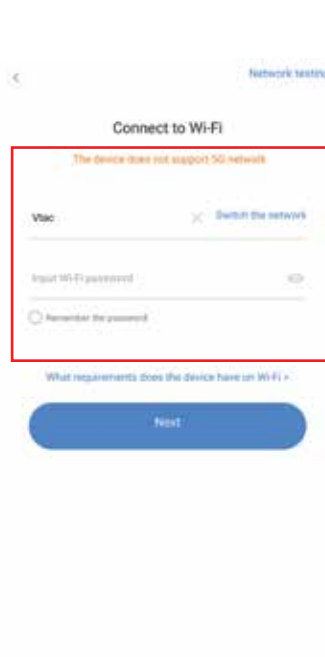 Network testing
Connect to Wi-Fi
The device does not support 5G network
Vtac Switch the network
Input Wi-Fi password
Remember the password
What requirements does the device have on Wi-Fi >
Next